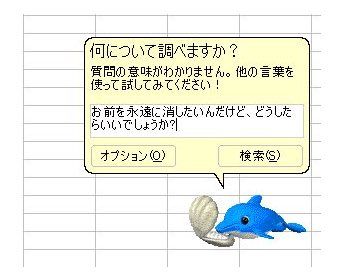 何について調べますか？
質問の意味がわかりません。他の言葉を
使って試してみてください！
お前を永遠に消したいんだけど、どうした
らいいでしょうか?
オプション(O)
検索(S)